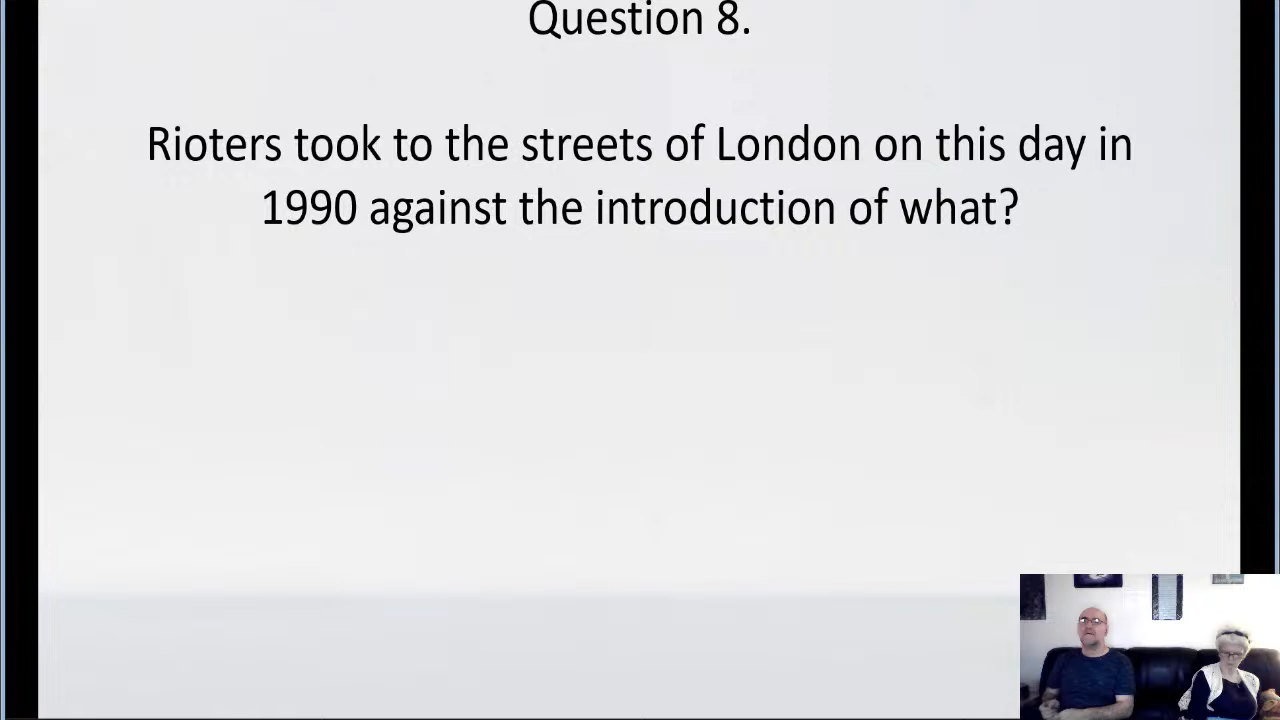 Question 8.
Rioters took to the streets of London on this day in
1990 against the introduction of what?